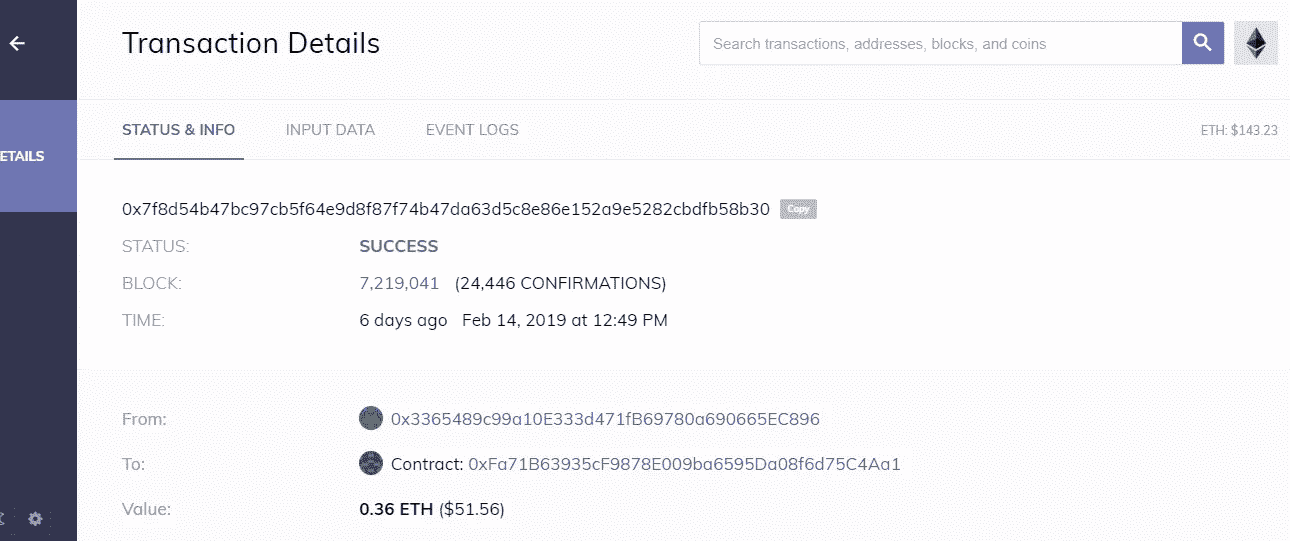 Transaction Details
Search transactions, addresses, blocks, and coins
ETAILS
STATUS & INFO INPUT DATA EVENT LOGS ETH: $143.23
0x7f8d54b47bc97cb5f64e9d8f87f74b47da63d5c8e86e152a9e5282cbdfb58b30 Copy
STATUS: SUCCESS
BLOCK: 7,219,041 (24,446 CONFIRMATIONS)
TIME: 6 days ago Feb 14, 2019 at 12:49 PM
From: 0x3365489c99a10E333d471fB69780a690665EC896
To: Contract: 0xFa71B63935cF9878E009ba6595Da08f6d75C4Aa1
Value: 0.36 ETH ($51.56)